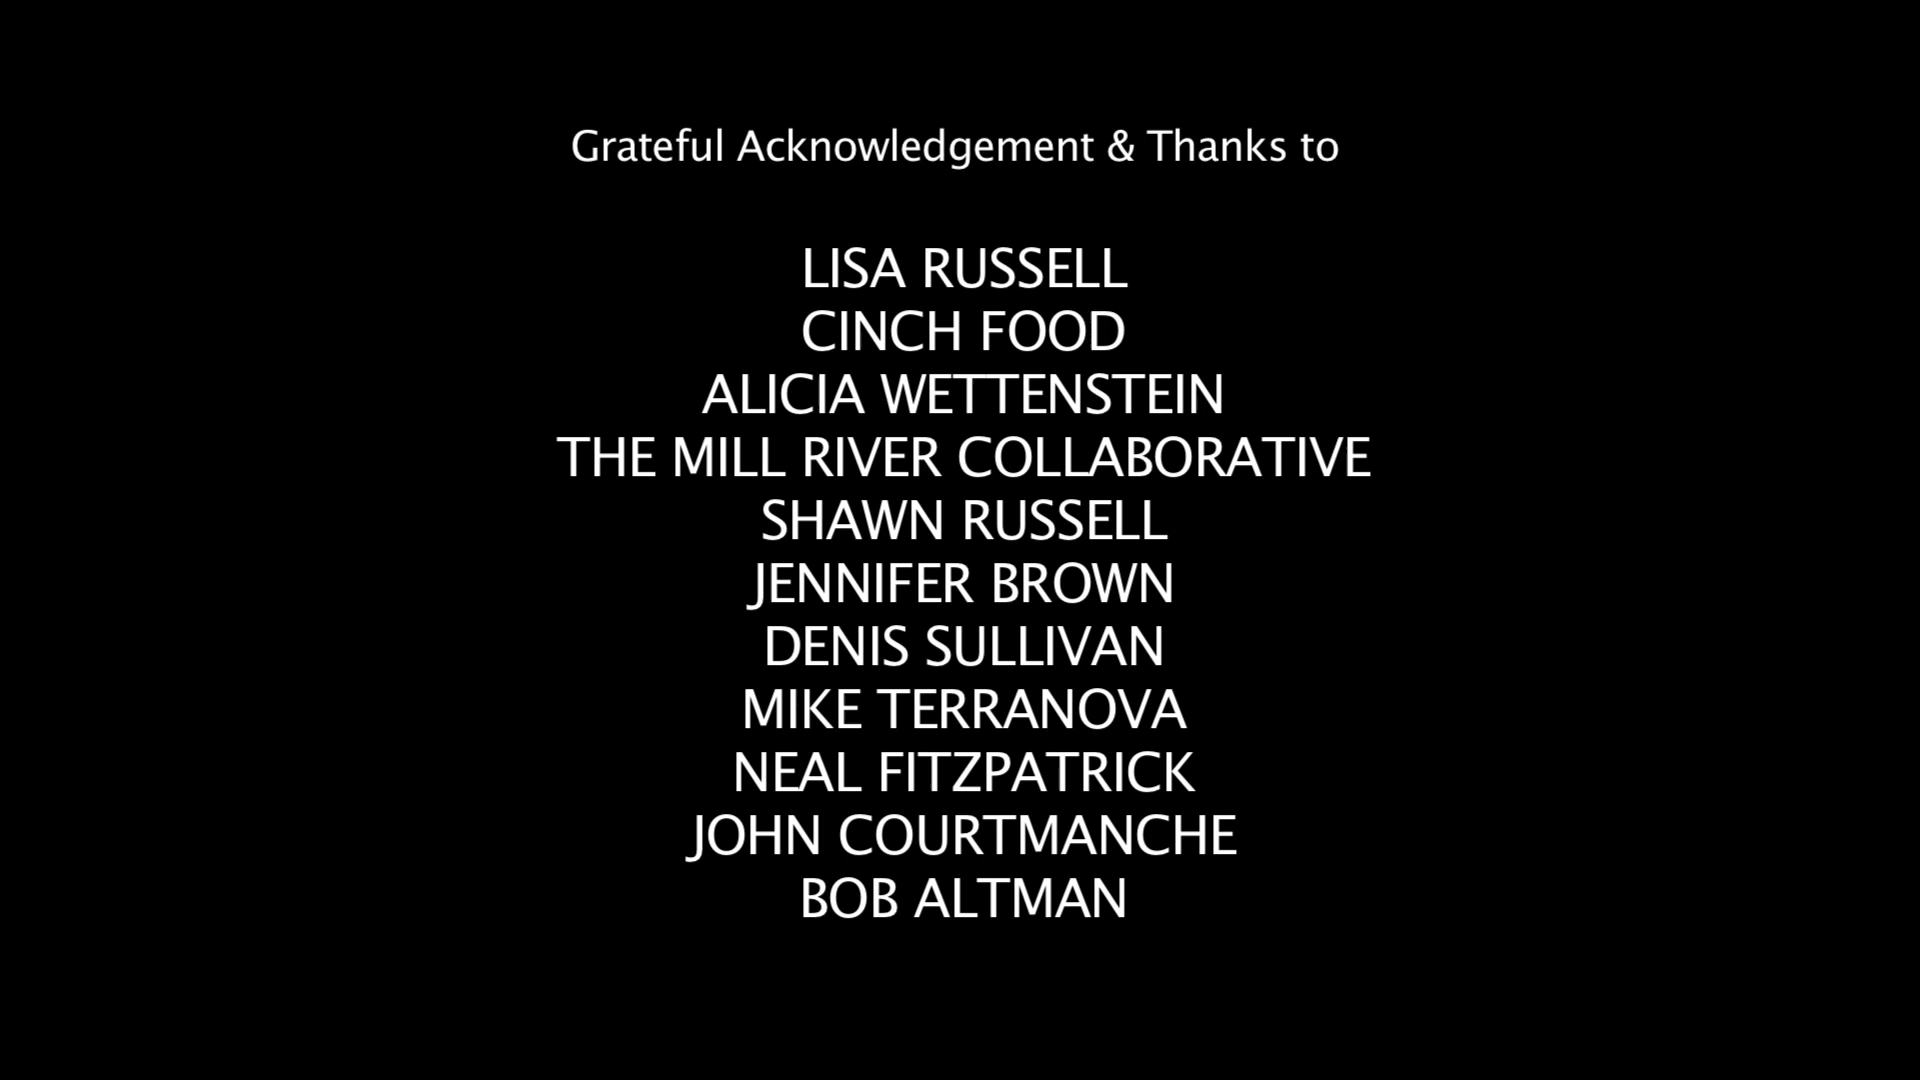 Grateful Acknowledgement & Thanks to
LISA RUSSELL
CINCH FOOD
ALICIA WETTENSTEIN
THE MILL RIVER COLLABORATIVE
SHAWN RUSSELL
JENNIFER BROWN
DENIS SULLIVAN
MIKE TERRANOVA
NEAL FITZPATRICK
JOHN COURTMANCHE
BOB ALTMAN